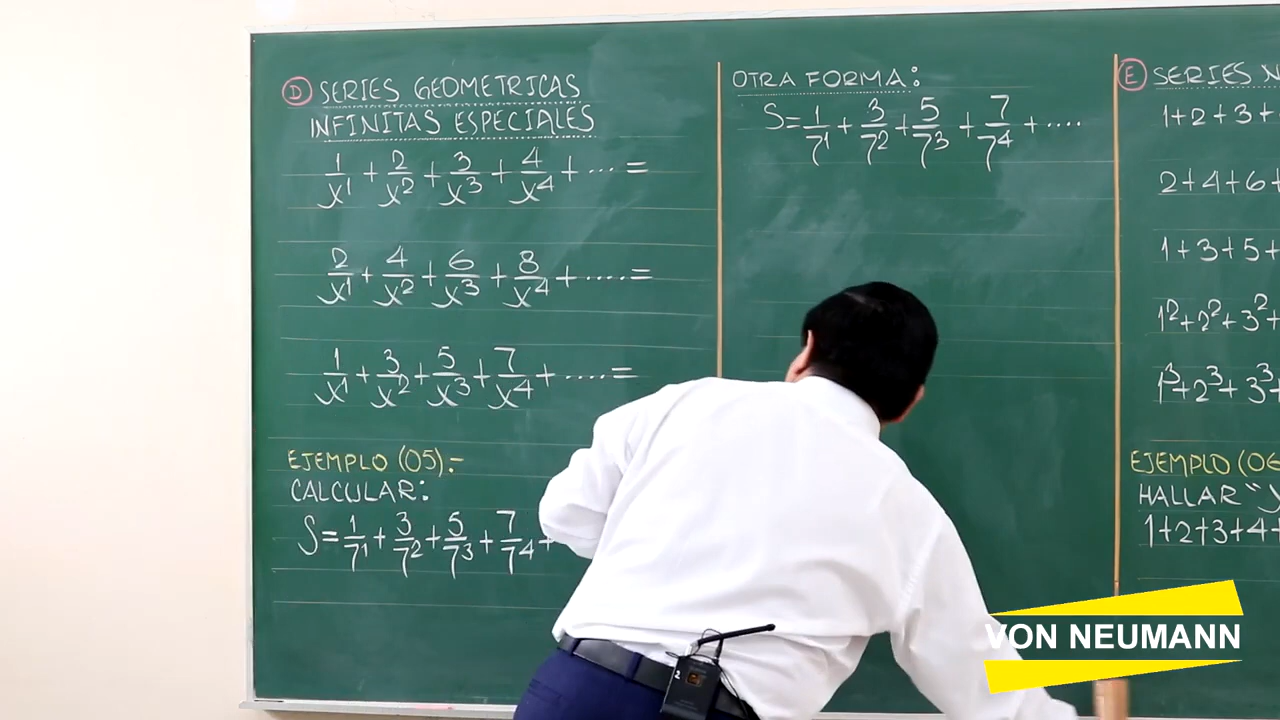 D SERIES GEOMETRICAS
INFINITAS ESPECIALES
1/x¹ + 2/x² + 3/x³ + 4/x⁴ + ... =
2/x¹ + 4/x² + 6/x³ + 8/x⁴ + .... =
1/x¹ + 3/x² + 5/x³ + 7/x⁴ + .... =
EJEMPLO (05).-
CALCULAR:
S = 1/7¹ + 3/7² + 5/7³ + 7/7⁴ +
OTRA FORMA:
S = 1/7¹ + 3/7² + 5/7³ + 7/7⁴ + ....
E SERIES
1+2+3+
2+4+6+
1+3+5+
1²+2²+3²+
1³+2³+3³+
EJEMPLO (06
HALLAR "
1+2+3+4+
VON NEUMANN
2